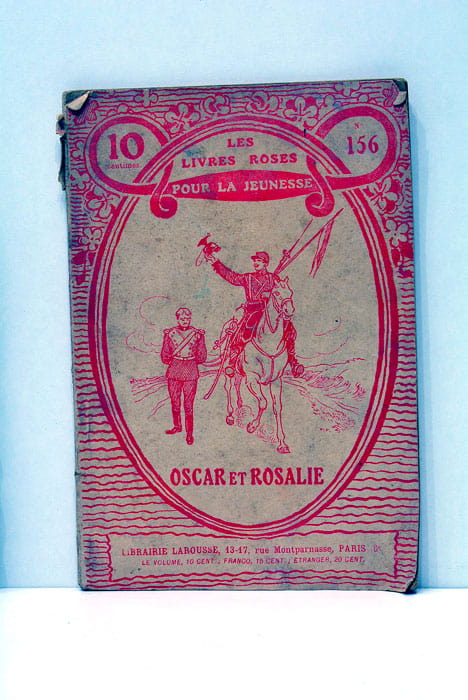 10
centimes
LES
LIVRES ROSES
POUR LA JEUNESSE
N°
156
OSCAR ET ROSALIE
LIBRAIRIE LAROUSSE, 13-17, rue Montparnasse, PARIS
LE VOLUME, 10 CENT.; FRANCO, 15 CENT.; ETRANGER, 20 CENT.